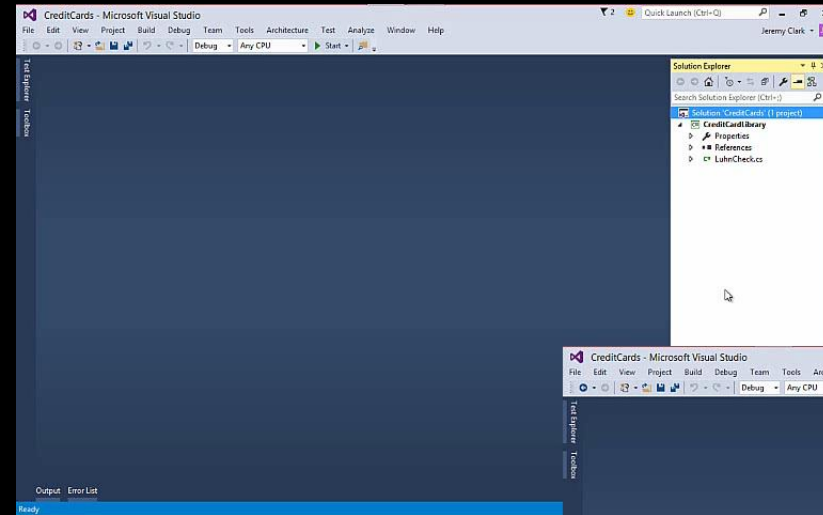 CreditCards - Microsoft Visual Studio
2 Quick Launch (Ctrl+Q)
File Edit View Project Build Debug Team Tools Architecture Test Analyze Window Help
Jeremy Clark
Debug Any CPU Start
Test Explorer
Toolbox
Solution Explorer
Search Solution Explorer (Ctrl+;)
Solution 'CreditCards' (1 project)
CreditCardLibrary
Properties
References
C# LuhnCheck.cs
Output Error List
Ready
CreditCards - Microsoft Visual Studio
File Edit View Project Build Debug Team Tools Ar
Debug Any CPU
Test Explorer
Toolbox